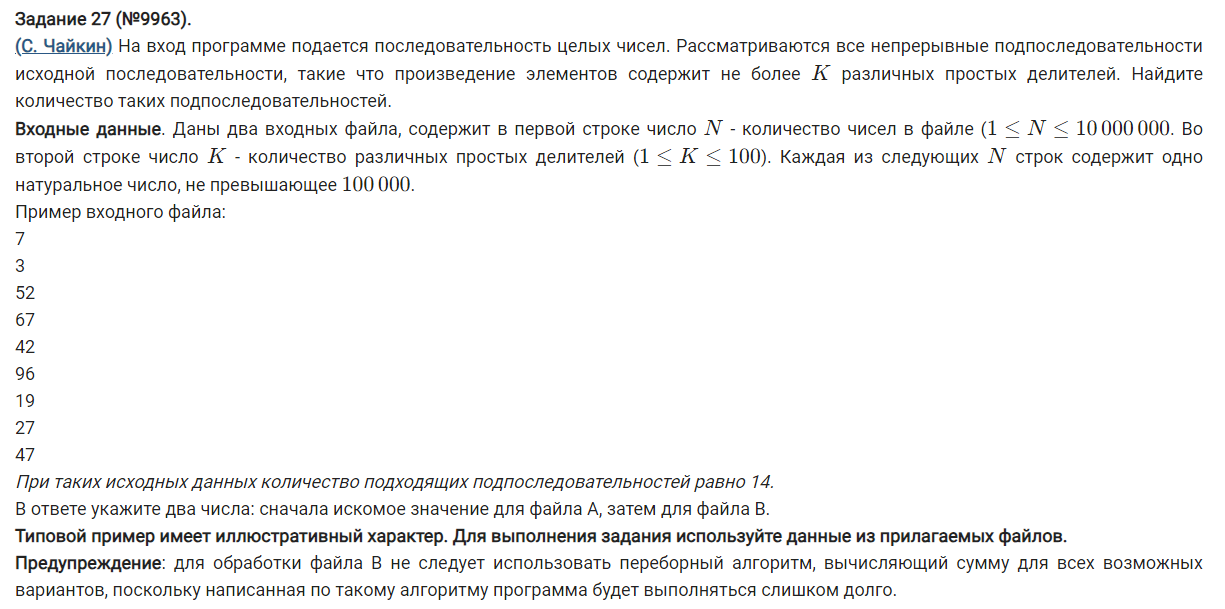 Задание 27 (№9963).
(С. Чайкин) На вход программе подается последовательность целых чисел. Рассматриваются все непрерывные подпоследовательности
исходной последовательности, такие что произведение элементов содержит не более K различных простых делителей. Найдите
количество таких подпоследовательностей.
Входные данные. Даны два входных файла, содержит в первой строке число N - количество чисел в файле (1 ≤ N ≤ 10 000 000. Во
второй строке число K - количество различных простых делителей (1 ≤ K ≤ 100). Каждая из следующих N строк содержит одно
натуральное число, не превышающее 100 000.
Пример входного файла:
7
3
52
67
42
96
19
27
47
При таких исходных данных количество подходящих подпоследовательностей равно 14.
В ответе укажите два числа: сначала искомое значение для файла А, затем для файла B.
Типовой пример имеет иллюстративный характер. Для выполнения задания используйте данные из прилагаемых файлов.
Предупреждение: для обработки файла B не следует использовать переборный алгоритм, вычисляющий сумму для всех возможных
вариантов, поскольку написанная по такому алгоритму программа будет выполняться слишком долго.